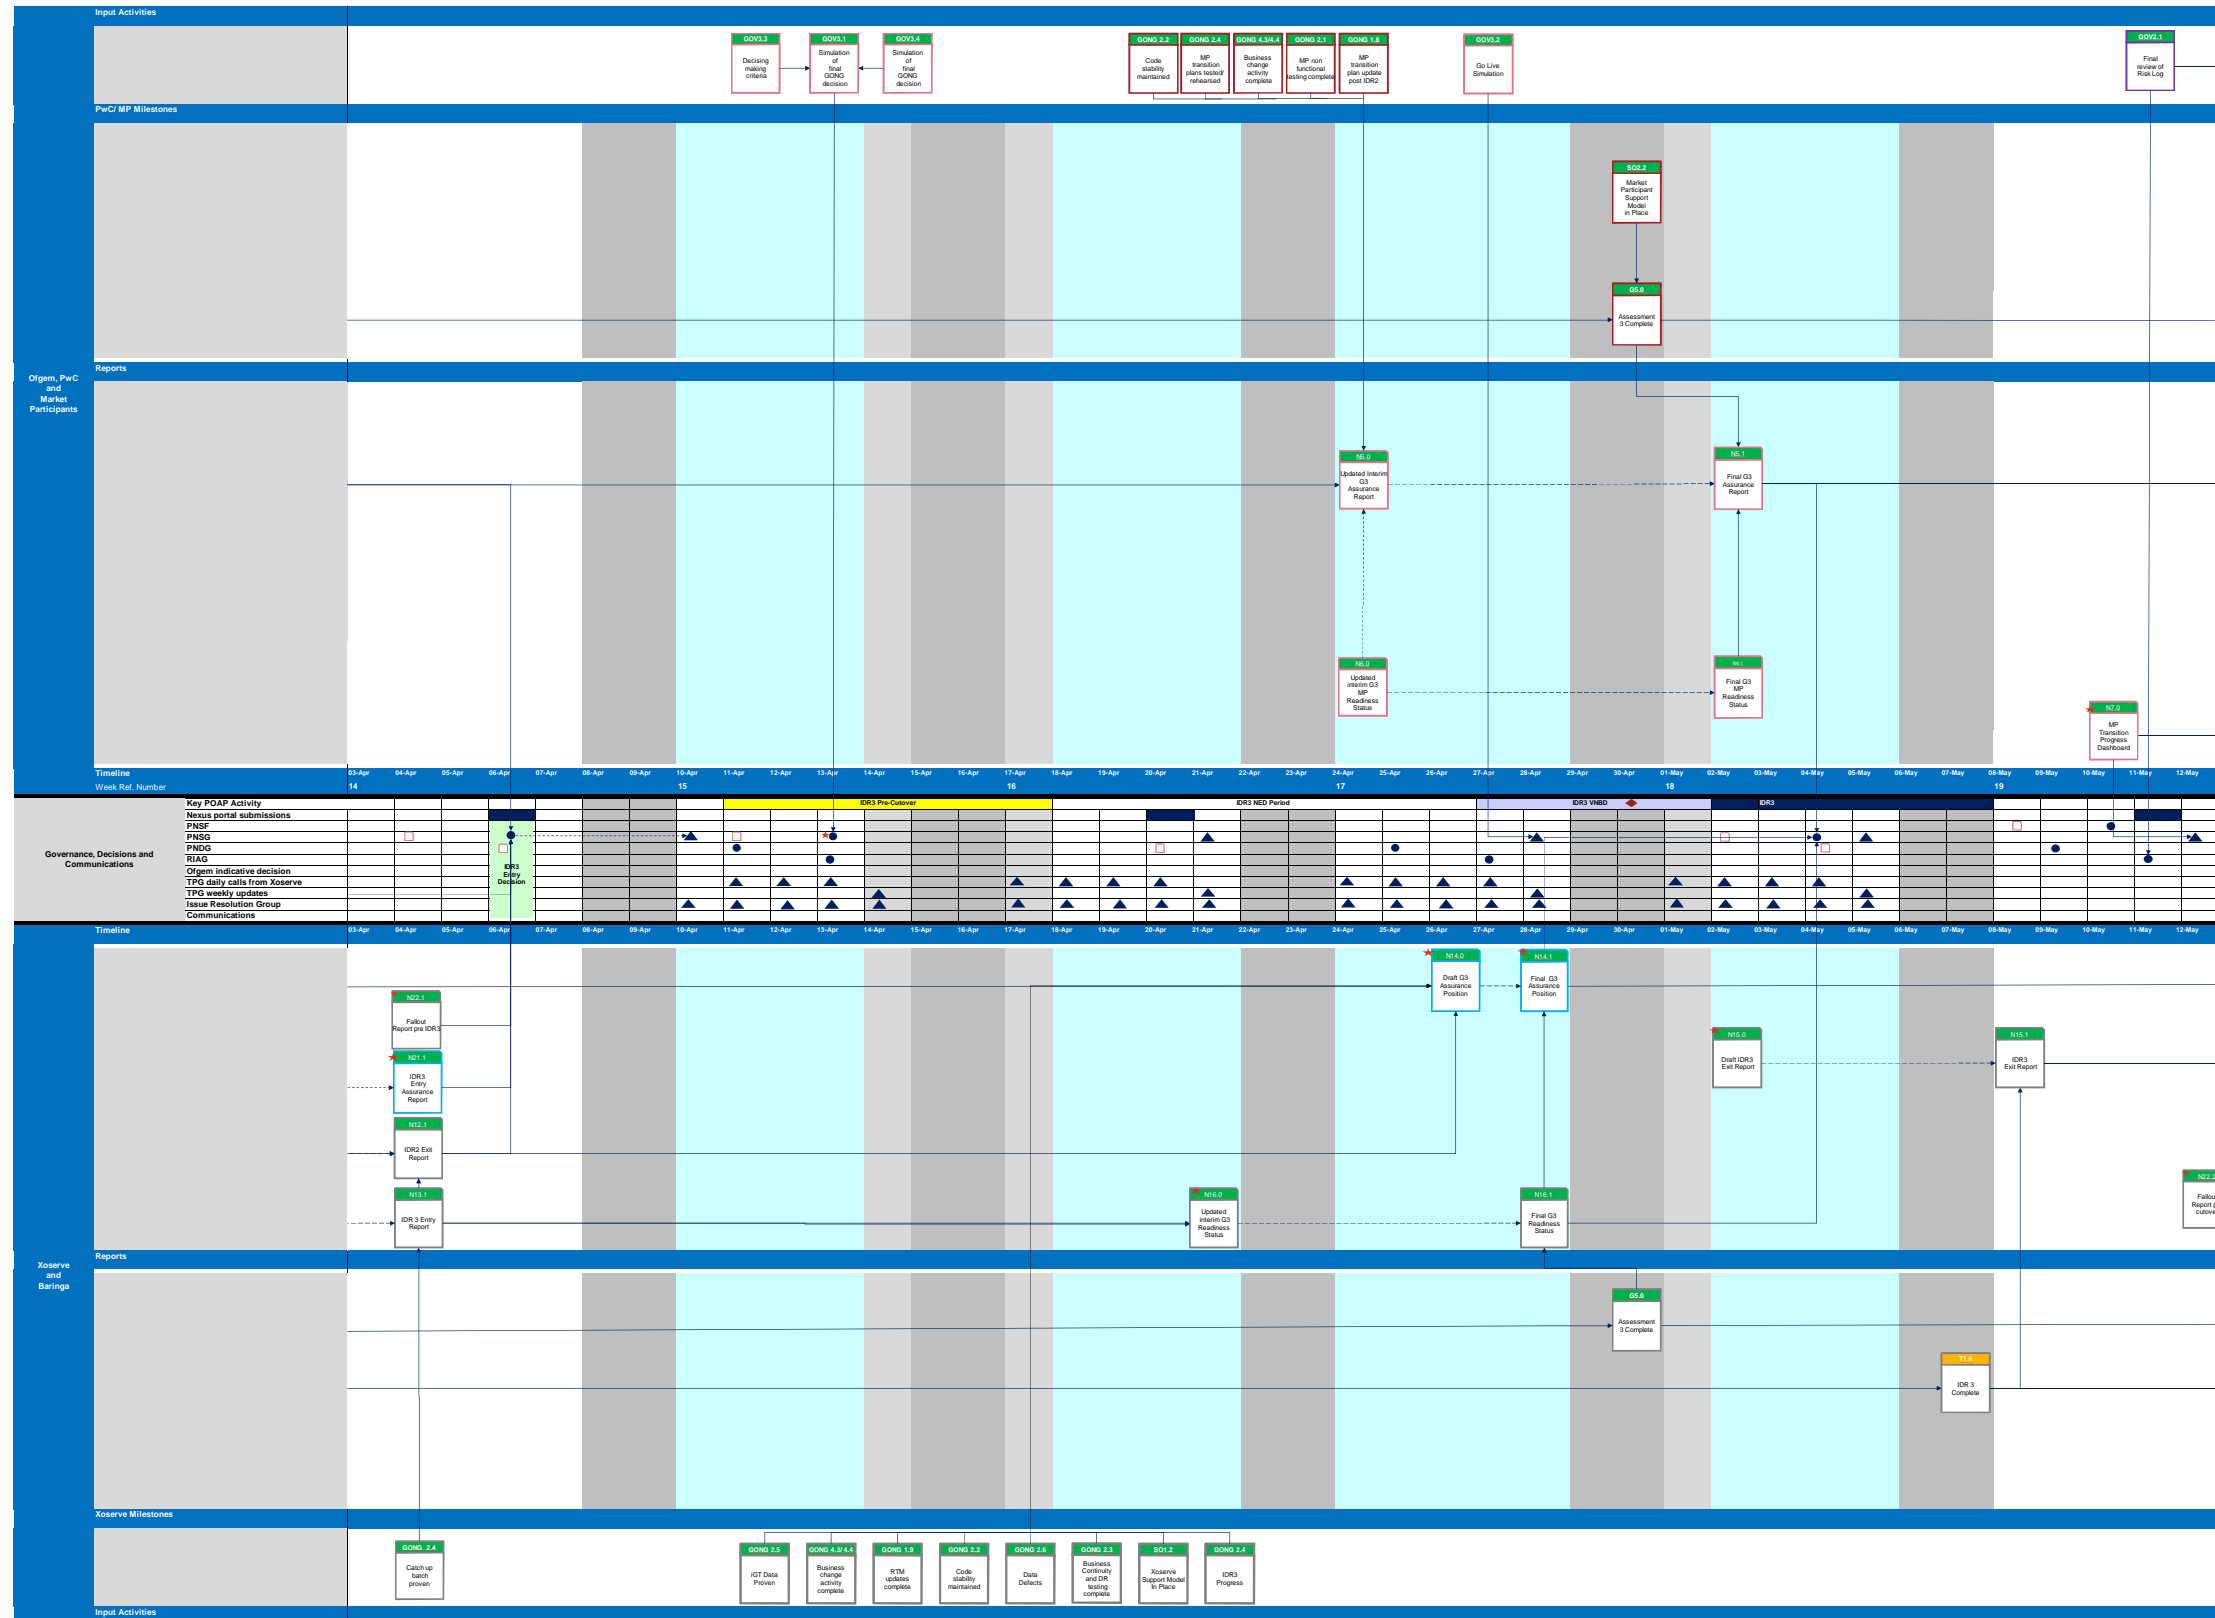 Input Activities
GOV3.3
Decising
making
criteria
GOV3.1
Simulation
of
final
GONG
decision
GOV3.4
Simulation
of
final
GONG
decision
GONG 2.2
Code
stability
maintained
GONG 2.4
MP
transition
plans tested/
rehearsed
GONG 4.3/4.4
Business
change
activity
complete
GONG 2.1
MP non
functional
testing complete
GONG 1.8
MP
transition
plan update
post IDR2
GOV3.2
Go Live
Simulation
GOV2.1
Final
review of
Risk Log
PwC/ MP Milestones
SO2.2
Market
Participant
Support
Model
in Place
G5.0
Assessment
3 Complete
Reports
Ofgem, PwC
and
Market
Participants
N5.0
Updated Interim
G3
Assurance
Report
N5.1
Final G3
Assurance
Report
N6.0
Updated
interim G3
MP
Readiness
Status
N6.1
Final G3
MP
Readiness
Status
N7.0
MP
Transition
Progress
Dashboard
Timeline 03-Apr 04-Apr 05-Apr 06-Apr 07-Apr 08-Apr 09-Apr 10-Apr 11-Apr 12-Apr 13-Apr 14-Apr 15-Apr 16-Apr 17-Apr 18-Apr 19-Apr 20-Apr 21-Apr 22-Apr 23-Apr 24-Apr 25-Apr 26-Apr 27-Apr 28-Apr 29-Apr 30-Apr 01-May 02-May 03-May 04-May 05-May 06-May 07-May 08-May 09-May 10-May 11-May 12-May
Week Ref. Number 14 15 16 17 18 19
Key POAP Activity IDR3 Pre-Cutover IDR3 NED Period IDR3 VNBD IDR3
Nexus portal submissions
PNSF
PNSG
PNDG
RIAG
Ofgem indicative decision
TPG daily calls from Xoserve
TPG weekly updates
Issue Resolution Group
Communications
Governance, Decisions and
Communications
IDR3
Entry
Decision
Timeline 03-Apr 04-Apr 05-Apr 06-Apr 07-Apr 08-Apr 09-Apr 10-Apr 11-Apr 12-Apr 13-Apr 14-Apr 15-Apr 16-Apr 17-Apr 18-Apr 19-Apr 20-Apr 21-Apr 22-Apr 23-Apr 24-Apr 25-Apr 26-Apr 27-Apr 28-Apr 29-Apr 30-Apr 01-May 02-May 03-May 04-May 05-May 06-May 07-May 08-May 09-May 10-May 11-May 12-May
N14.0
Draft G3
Assurance
Position
N14.1
Final G3
Assurance
Position
N22.1
Fallout
Report pre IDR3
N15.0
Draft IDR3
Exit Report
N15.1
IDR3
Exit Report
N21.1
IDR3
Entry
Assurance
Report
N12.1
IDR2 Exit
Report
N13.1
IDR 3 Entry
Report
N16.0
Updated
interim G3
Readiness
Status
N16.1
Final G3
Readiness
Status
Reports
Xoserve
and
Baringa
G5.0
Assessment
3 Complete
IDR 3
Complete
Xoserve Milestones
GONG 2.4
Catch up
batch
proven
GONG 2.5
iGT Data
Proven
GONG 4.3/ 4.4
Business
change
activity
complete
GONG 1.9
RTM
updates
complete
GONG 2.2
Code
stability
maintained
GONG 2.6
Data
Defects
GONG 2.3
Business
Continuity
and DR
testing
complete
SO1.2
Xoserve
Support Model
In Place
GONG 2.4
IDR3
Progress
Input Activities